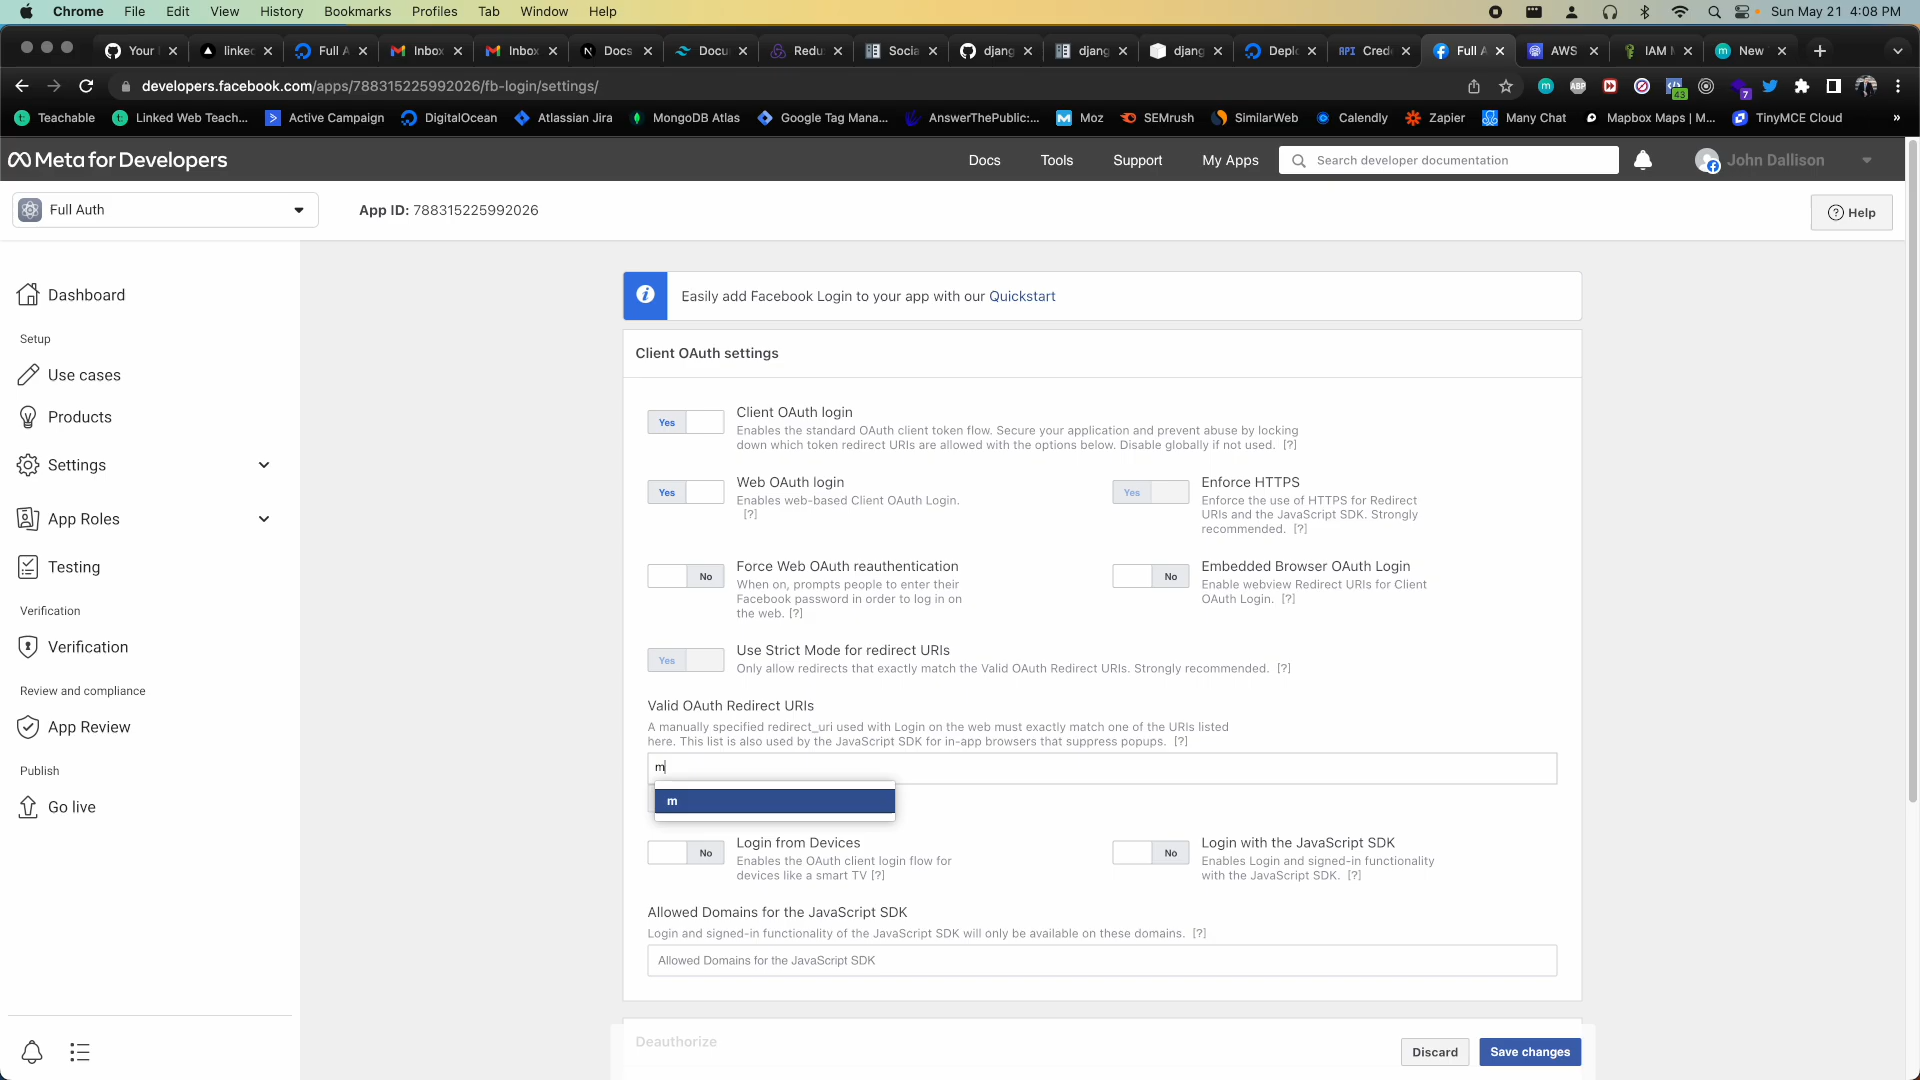 Chrome File Edit View History Bookmarks Profiles Tab Window Help Sun May 21 4:08 PM
Your linke Full A Inbox Inbox Docs Docu Redu Socia djang djang djang Deplo API Crede Full A AWS IAM New
developers.facebook.com/apps/788315225992026/fb-login/settings/ ABP 43 7
Teachable Linked Web Teach... Active Campaign DigitalOcean Atlassian Jira MongoDB Atlas Google Tag Mana... AnswerThePublic:... Moz SEMrush SimilarWeb Calendly Zapier Many Chat Mapbox Maps | M... TinyMCE Cloud »
Meta for Developers Docs Tools Support My Apps Search developer documentation John Dallison
Full Auth App ID: 788315225992026 Help
Dashboard
Setup
Use cases
Products
Settings
App Roles
Testing
Verification
Verification
Review and compliance
App Review
Publish
Go live
Easily add Facebook Login to your app with our Quickstart
Client OAuth settings
Yes Client OAuth login
Enables the standard OAuth client token flow. Secure your application and prevent abuse by locking
down which token redirect URIs are allowed with the options below. Disable globally if not used. [?]
Yes Web OAuth login
Enables web-based Client OAuth Login.
[?]
Yes Enforce HTTPS
Enforce the use of HTTPS for Redirect
URIs and the JavaScript SDK. Strongly
recommended. [?]
No Force Web OAuth reauthentication
When on, prompts people to enter their
Facebook password in order to log in on
the web. [?]
No Embedded Browser OAuth Login
Enable webview Redirect URIs for Client
OAuth Login. [?]
Yes Use Strict Mode for redirect URIs
Only allow redirects that exactly match the Valid OAuth Redirect URIs. Strongly recommended. [?]
Valid OAuth Redirect URIs
A manually specified redirect_uri used with Login on the web must exactly match one of the URIs listed
here. This list is also used by the JavaScript SDK for in-app browsers that suppress popups. [?]
m
m
No Login from Devices
Enables the OAuth client login flow for
devices like a smart TV [?]
No Login with the JavaScript SDK
Enables Login and signed-in functionality
with the JavaScript SDK. [?]
Allowed Domains for the JavaScript SDK
Login and signed-in functionality of the JavaScript SDK will only be available on these domains. [?]
Allowed Domains for the JavaScript SDK
Deauthorize
Discard Save changes